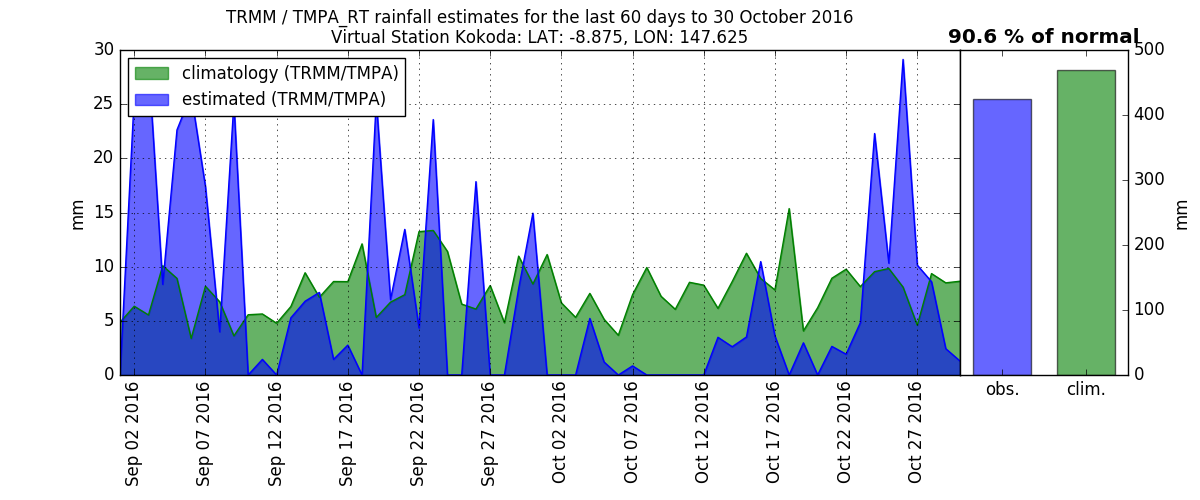 TRMM / TMPA_RT rainfall estimates for the last 60 days to 30 October 2016
Virtual Station Kokoda: LAT: -8.875, LON: 147.625
90.6 % of normal
climatology (TRMM/TMPA)
estimated (TRMM/TMPA)
30
25
20
15
10
5
0
mm
Sep 02 2016
Sep 07 2016
Sep 12 2016
Sep 17 2016
Sep 22 2016
Sep 27 2016
Oct 02 2016
Oct 07 2016
Oct 12 2016
Oct 17 2016
Oct 22 2016
Oct 27 2016
obs.
clim.
500
400
300
200
100
0
mm